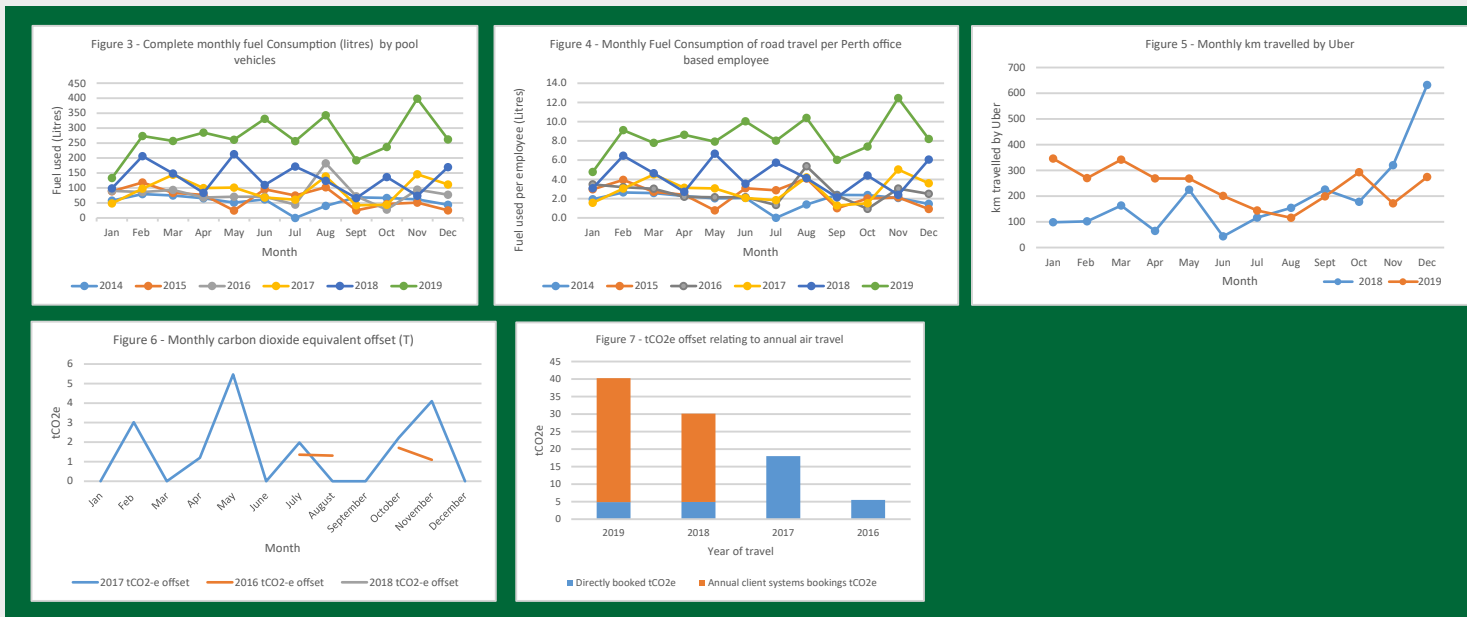 Figure 3 - Complete monthly fuel Consumption (litres) by pool
vehicles
Fuel used (Litres)
450
400
350
300
250
200
150
100
50
0
Jan Feb Mar Apr May Jun Jul Aug Sept Oct Nov Dec
Month
2014 2015 2016 2017 2018 2019
Figure 4 - Monthly Fuel Consumption of road travel per Perth office
based employee
Fuel used per employee (Litres)
14.0
12.0
10.0
8.0
6.0
4.0
2.0
0.0
Jan Feb Mar Apr May Jun Jul Aug Sep Oct Nov Dec
Month
2014 2015 2016 2017 2018 2019
Figure 5 - Monthly km travelled by Uber
km travelled by Uber
700
600
500
400
300
200
100
0
Jan Feb Mar Apr May Jun Jul Aug Sept Oct Nov Dec
Month
2018 2019
Figure 6 - Monthly carbon dioxide equivalent offset (T)
tCO2e
6
5
4
3
2
1
0
Jan Feb Mar Apr May June July August September October November December
Month
2017 tCO2-e offset 2016 tCO2-e offset 2018 tCO2-e offset
Figure 7 - tCO2e offset relating to annual air travel
tCO2e
45
40
35
30
25
20
15
10
5
0
2019 2018 2017 2016
Year of travel
Directly booked tCO2e Annual client systems bookings tCO2e